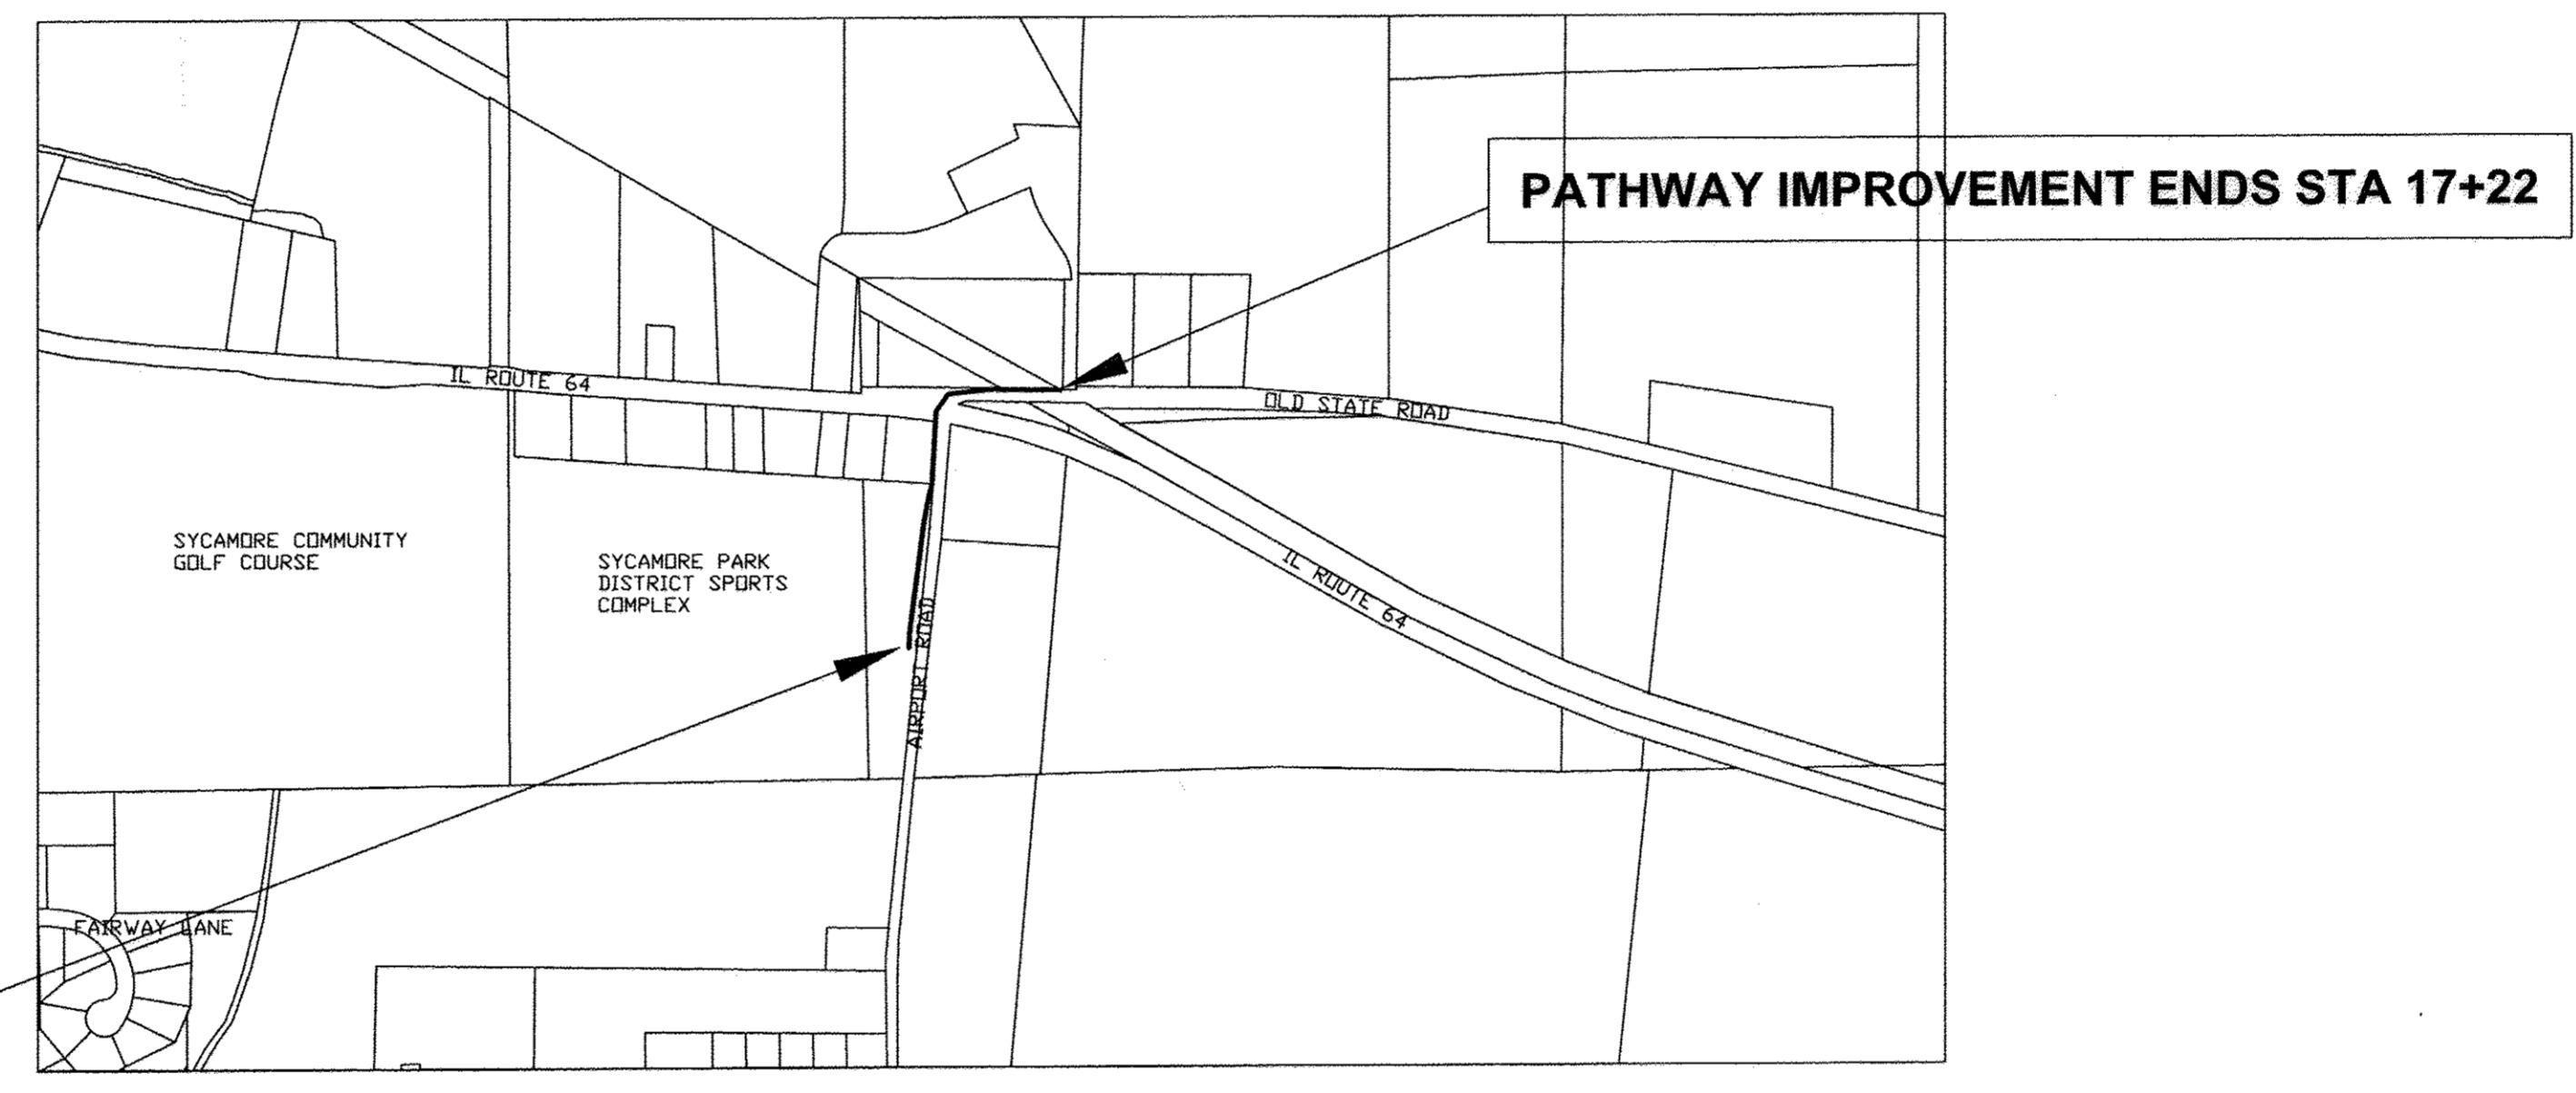 PATHWAY IMPROVEMENT ENDS STA 17+22
IL ROUTE 64
OLD STATE ROAD
SYCAMORE COMMUNITY
GOLF COURSE
SYCAMORE PARK
DISTRICT SPORTS
COMPLEX
IL ROUTE 64
AIRPORT ROAD
FAIRWAY LANE